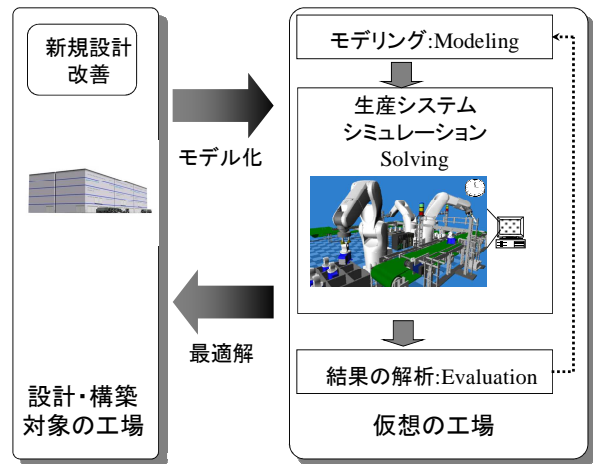 新規設計
改善
設計・構築
対象の工場
モデル化
最適解
モデリング:Modeling
生産システム
シミュレーション
Solving
結果の解析:Evaluation
仮想の工場